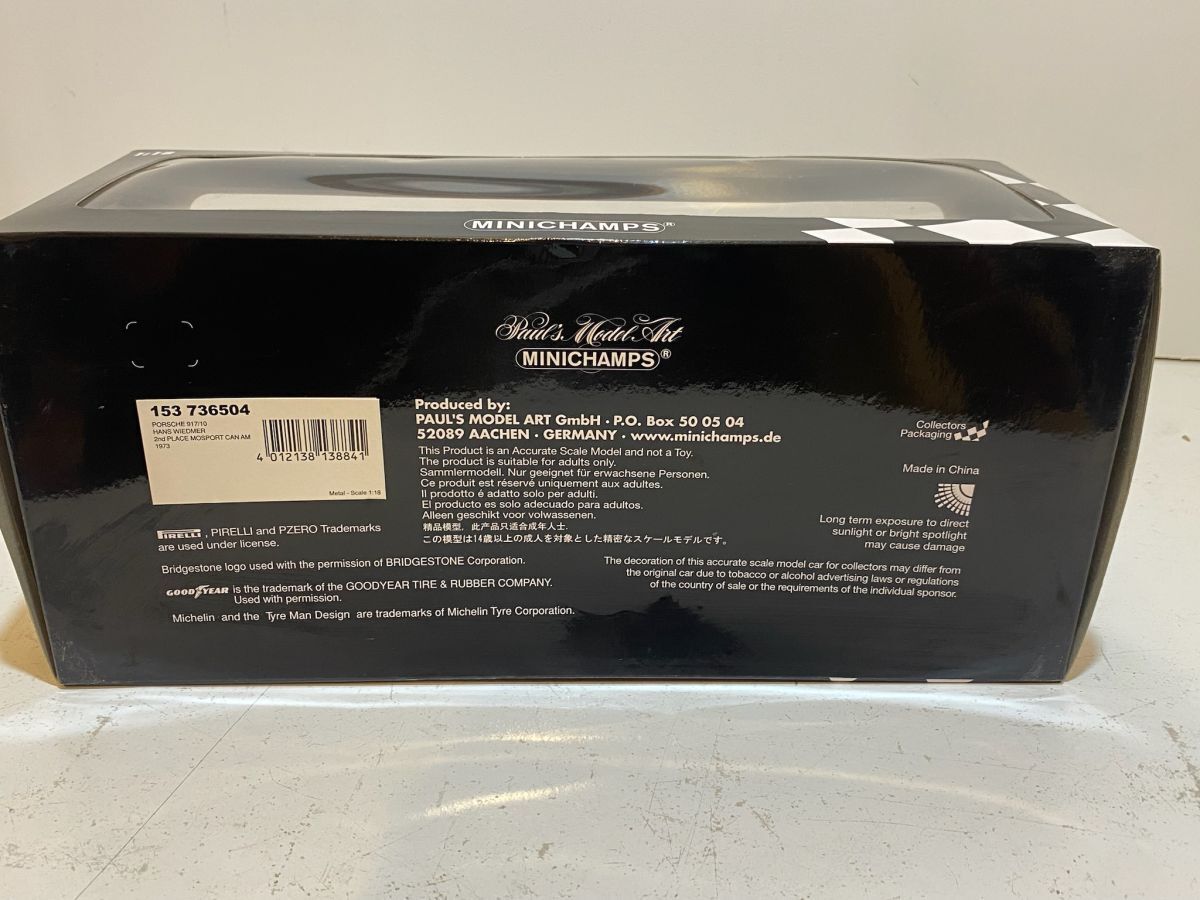 1:18
MINICHAMPS®
Paul's Model Art
MINICHAMPS®
153 736504
PORSCHE 917/10
HANS WIEDMER
2nd PLACE MOSPORT CAN AM
1973
4 012138 138841
Metal - Scale 1:18
Produced by:
PAUL'S MODEL ART GmbH · P.O. Box 50 05 04
52089 AACHEN · GERMANY · www.minichamps.de
This Product is an Accurate Scale Model and not a Toy.
The product is suitable for adults only.
Sammlermodell. Nur geeignet für erwachsene Personen.
Ce produit est réservé uniquement aux adultes.
Il prodotto é adatto solo per adulti.
El producto es solo adecuado para adultos.
Alleen geschikt voor volwassenen.
精品模型，此产品只适合成年人士.
この模型は14歳以上の成人を対象とした精密なスケールモデルです。
Collectors
Packaging
Made in China
Long term exposure to direct
sunlight or bright spotlight
may cause damage
PIRELLI , PIRELLI and PZERO Trademarks
are used under license.
Bridgestone logo used with the permission of BRIDGESTONE Corporation.
GOODYEAR is the trademark of the GOODYEAR TIRE & RUBBER COMPANY.
Used with permission.
Michelin and the Tyre Man Design are trademarks of Michelin Tyre Corporation.
The decoration of this accurate scale model car for collectors may differ from
the original car due to tobacco or alcohol advertising laws or regulations
of the country of sale or the requirements of the individual sponsor.